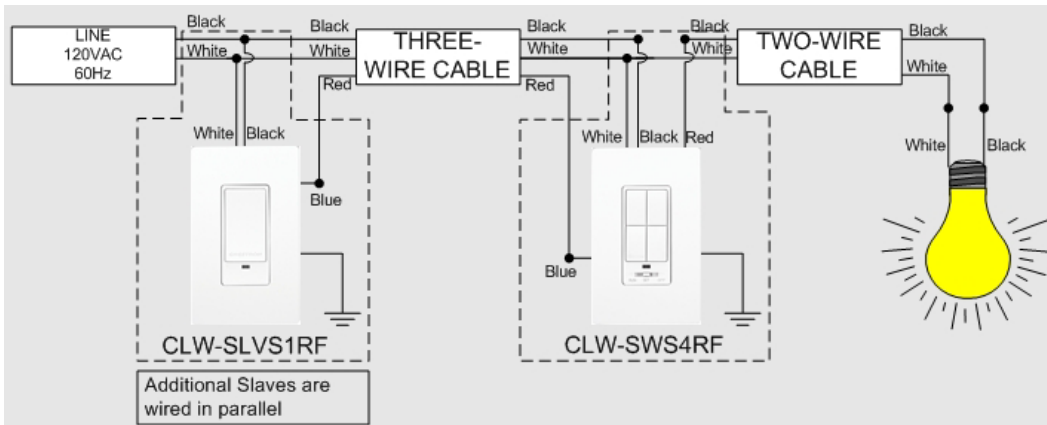 LINE
120VAC
60Hz
Black
White
Black
White
Red
THREE-
WIRE CABLE
Black
White
Red
Black
White
TWO-WIRE
CABLE
Black
White
White
Black
Blue
CLW-SLVS1RF
White
Black
Red
Blue
CLW-SWS4RF
White
Black
Additional Slaves are
wired in parallel